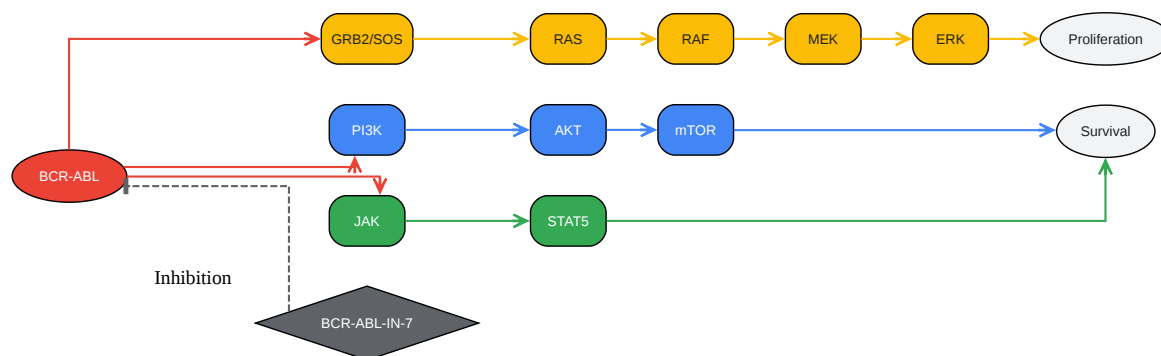 GRB2/SOS
RAS
RAF
MEK
ERK
Proliferation
PI3K
AKT
mTOR
Survival
BCR-ABL
JAK
STAT5
Inhibition
BCR-ABL-IN-7